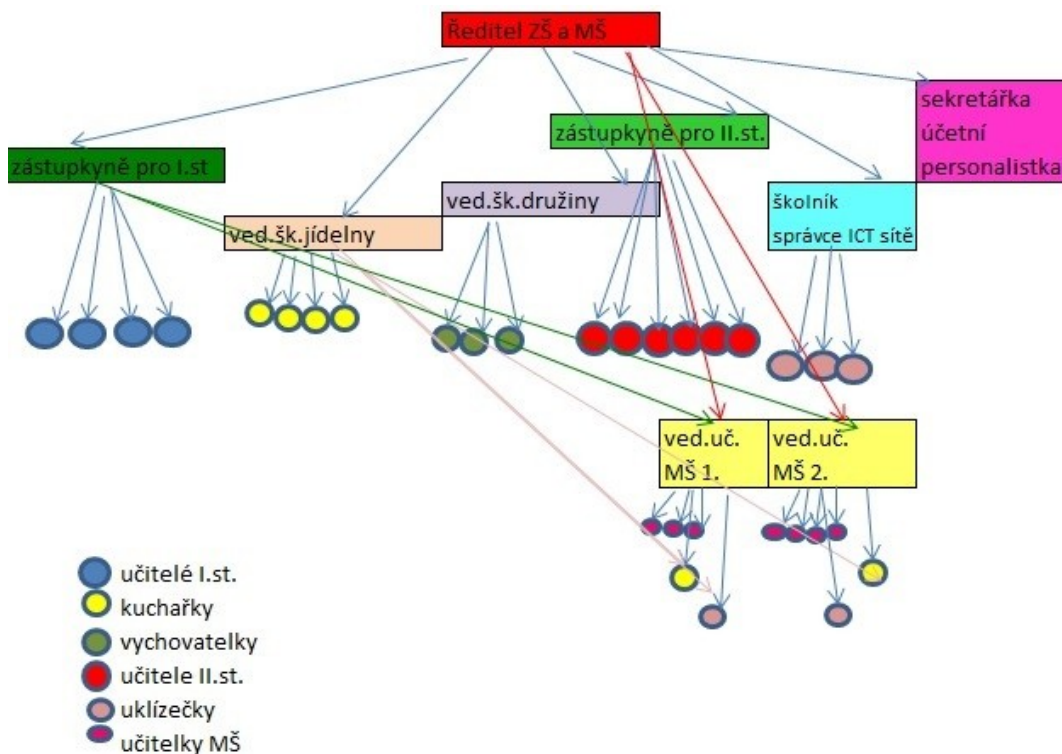 Ředitel ZŠ a MŠ
sekretářka
účetní
personalistka
zástupkyně pro II.st.
zástupkyně pro I.st
ved.šk.družiny
školník
správce ICT sítě
ved.šk.jídelny
ved.uč.
MŠ 1.
ved.uč.
MŠ 2.
učitelé I.st.
kuchařky
vychovatelky
učitele II.st.
uklízečky
učitelky MŠ